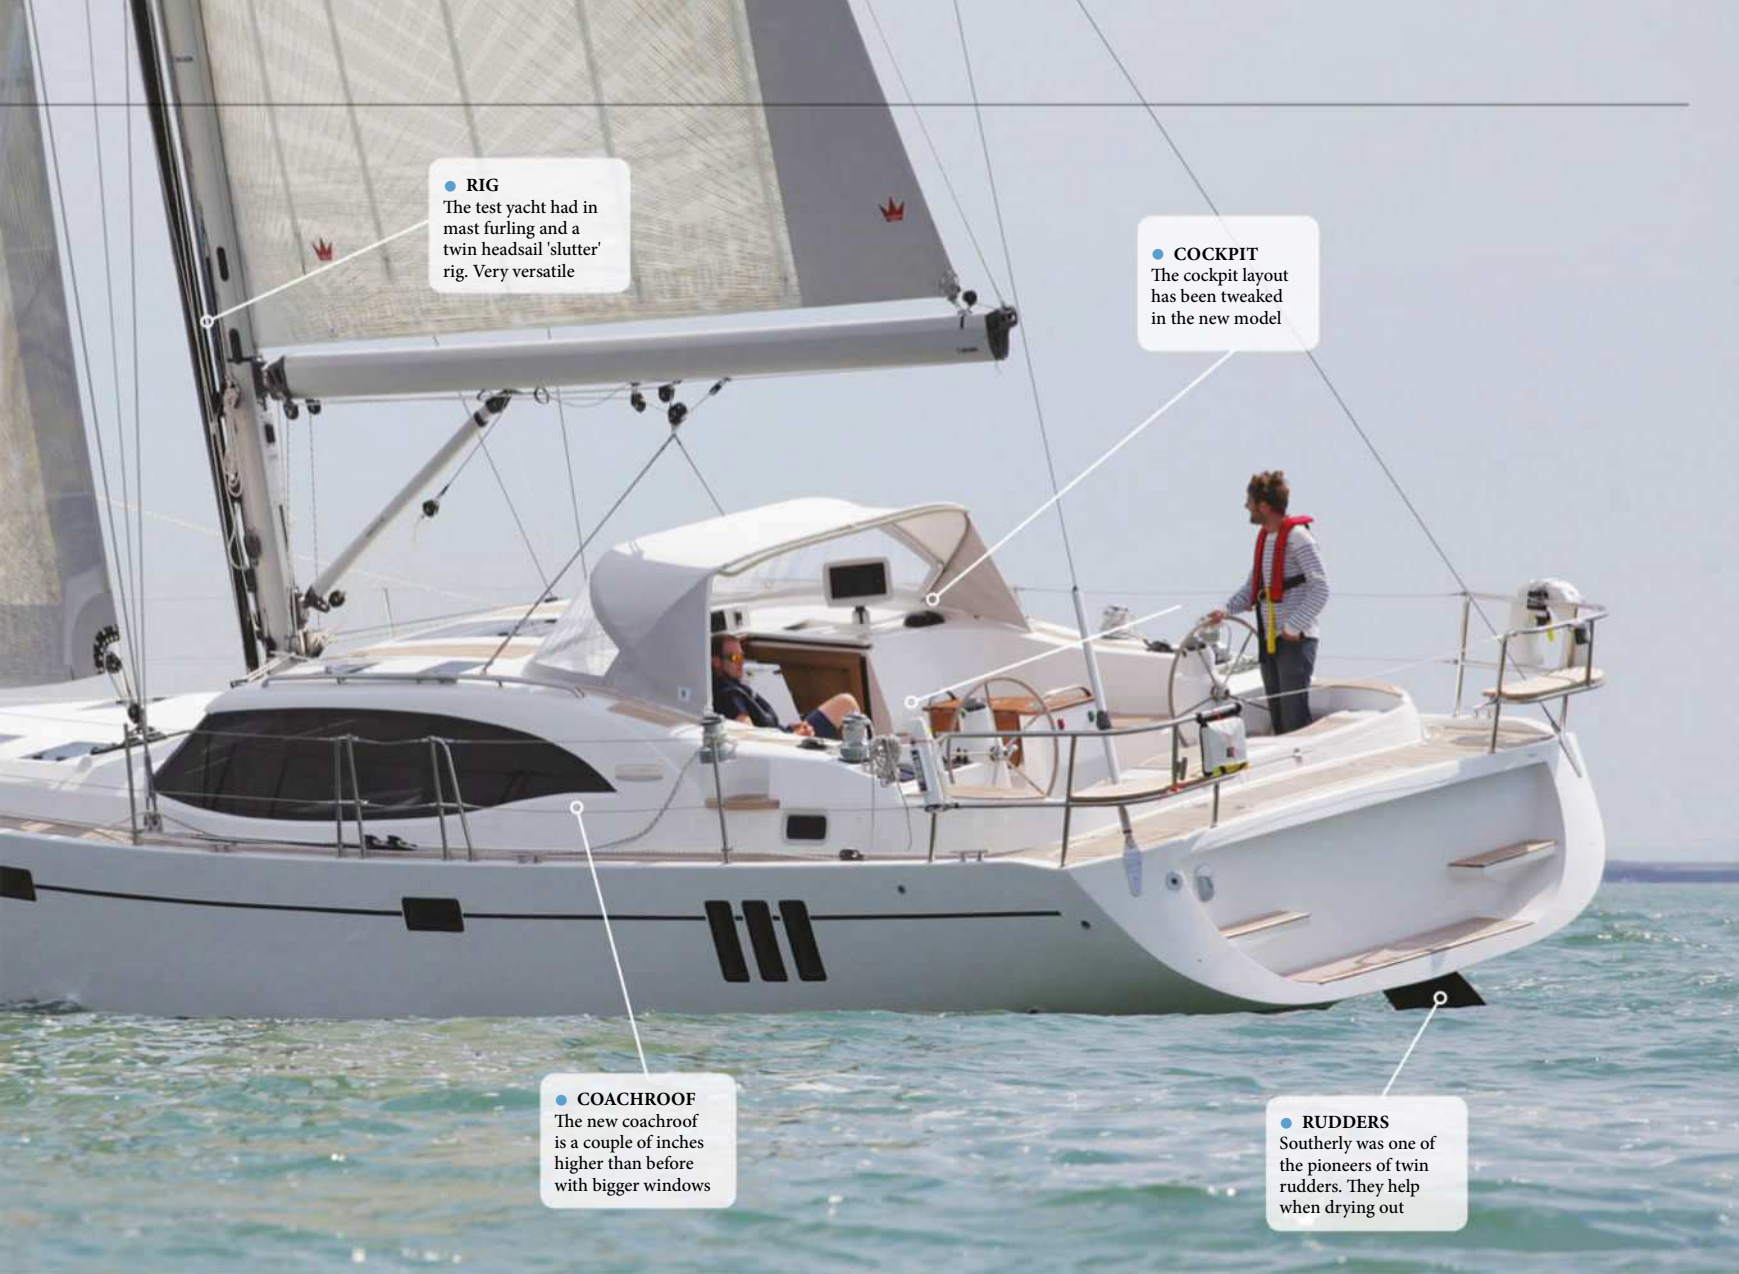 RIG
The test yacht had in
mast furling and a
twin headsail 'slutter'
rig. Very versatile
COCKPIT
The cockpit layout
has been tweaked
in the new model
COACHROOF
The new coachroof
is a couple of inches
higher than before
with bigger windows
RUDDERS
Southerly was one of
the pioneers of twin
rudders. They help
when drying out